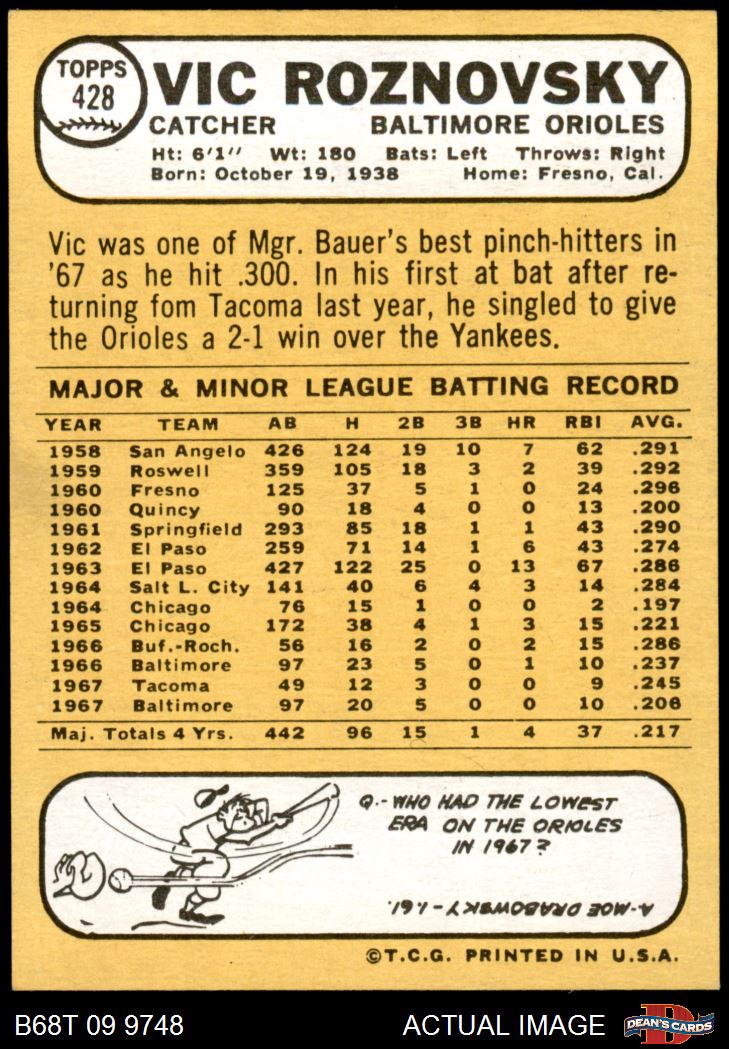 TOPPS
428
VIC ROZNOVSKY
CATCHER BALTIMORE ORIOLES
Ht: 6'1" Wt: 180 Bats: Left Throws: Right
Born: October 19, 1938 Home: Fresno, Cal.
Vic was one of Mgr. Bauer's best pinch-hitters in
'67 as he hit .300. In his first at bat after re-
turning fom Tacoma last year, he singled to give
the Orioles a 2-1 win over the Yankees.
MAJOR & MINOR LEAGUE BATTING RECORD
YEAR TEAM AB H 2B 3B HR RBI AVG.
1958 San Angelo 426 124 19 10 7 62 .291
1959 Roswell 359 105 18 3 2 39 .292
1960 Fresno 125 37 5 1 0 24 .296
1960 Quincy 90 18 4 0 0 13 .200
1961 Springfield 293 85 18 1 1 43 .290
1962 El Paso 259 71 14 1 6 43 .274
1963 El Paso 427 122 25 0 13 67 .286
1964 Salt L. City 141 40 6 4 3 14 .284
1964 Chicago 76 15 1 0 0 2 .197
1965 Chicago 172 38 4 1 3 15 .221
1966 Buf.-Roch. 56 16 2 0 2 15 .286
1966 Baltimore 97 23 5 0 1 10 .237
1967 Tacoma 49 12 3 0 0 9 .245
1967 Baltimore 97 20 5 0 0 10 .206
Maj. Totals 4 Yrs. 442 96 15 1 4 37 .217
Q.- WHO HAD THE LOWEST
ERA ON THE ORIOLES
IN 1967?
A- MOE DRABOWSKY - 1.61.
©T.C.G. PRINTED IN U.S.A.
B68T 09 9748 ACTUAL IMAGE
D
DEAN'S CARDS